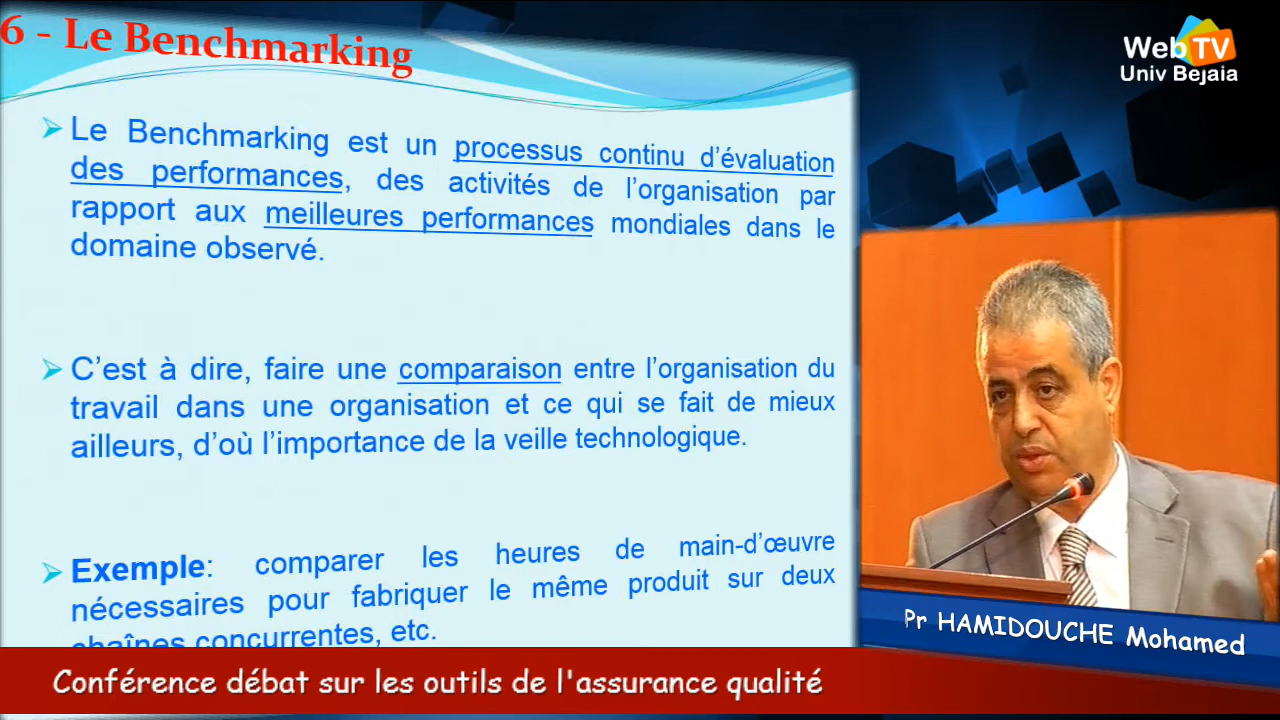 6 - Le Benchmarking
Web TV
Univ Bejaia
Le Benchmarking est un processus continu d’évaluation
des performances, des activités de l’organisation par
rapport aux meilleures performances mondiales dans le
domaine observé.
C’est à dire, faire une comparaison entre l’organisation du
travail dans une organisation et ce qui se fait de mieux
ailleurs, d’où l’importance de la veille technologique.
Exemple: comparer les heures de main-d’œuvre
nécessaires pour fabriquer le même produit sur deux
chaînes concurrentes, etc.
Pr HAMIDOUCHE Mohamed
Conférence débat sur les outils de l'assurance qualité